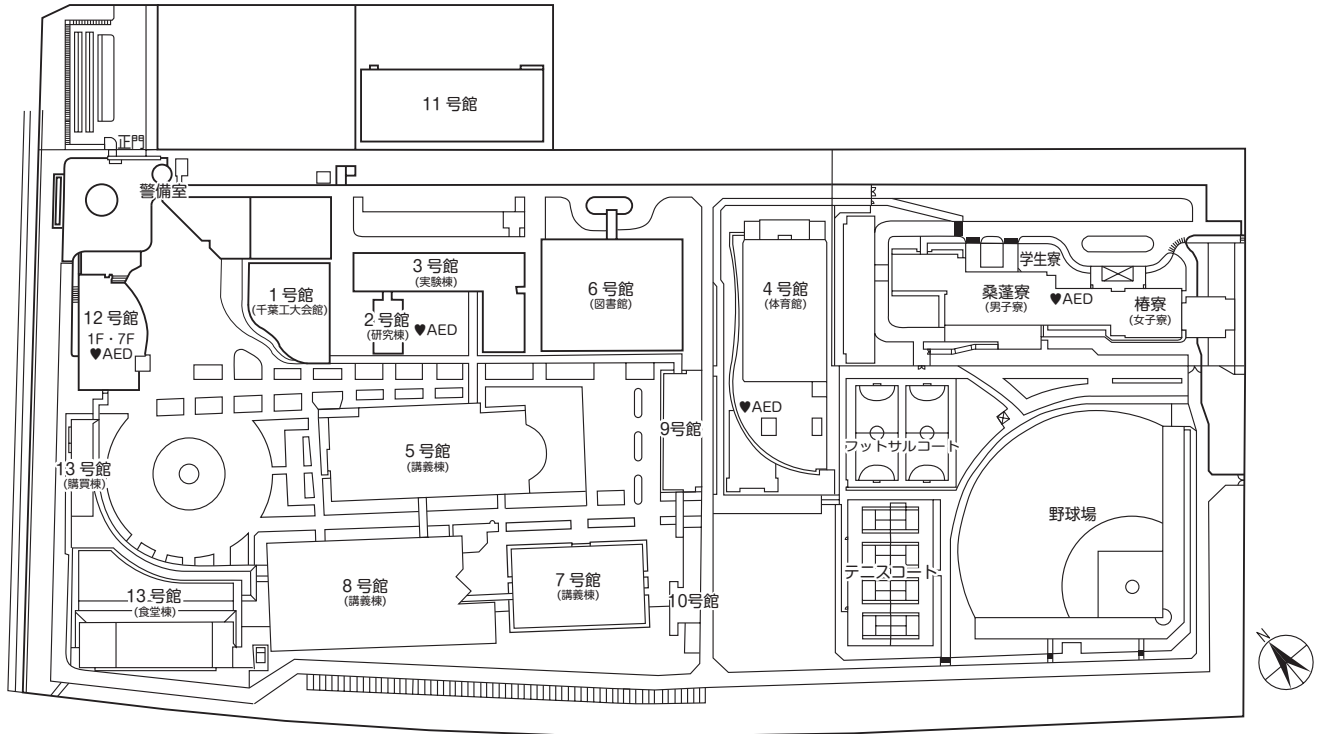 11 号館
正門
警備室
3 号館
(実験棟)
6 号館
(図書館)
4 号館
(体育館)
学生寮
桑蓬寮
(男子寮)
♥AED
椿寮
(女子寮)
1 号館
(千葉工大会館)
2 号館
(研究棟)
♥AED
12 号館
1F・7F
♥AED
♥AED
9号館
フットサルコート
5 号館
(講義棟)
13 号館
(購買棟)
野球場
テニスコート
8 号館
(講義棟)
7 号館
(講義棟)
10号館
13 号館
(食堂棟)
N